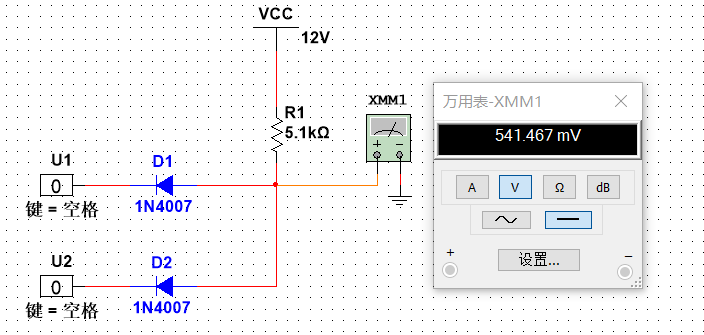 VCC
12V
R1
5.1kΩ
XMM1
U1
0
键 = 空格
D1
1N4007
U2
0
键 = 空格
D2
1N4007
万用表-XMM1
541.467 mV
A
V
Ω
dB
+
设置...
−